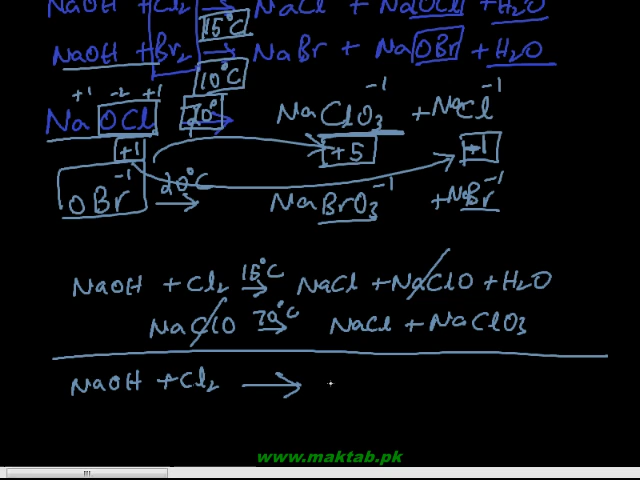 NaOH + Cl2 → NaCl + NaOCl + H2O
15°C
NaOH + Br2 → NaBr + NaOBr + H2O
10°C
+1 -2 +1
NaOCl 70° → NaClO3⁻¹ + NaCl⁻¹
+1 +5 -1
OBr⁻¹ 20°C → NaBrO3⁻¹ + NaBr⁻¹
NaOH + Cl2 15°C → NaCl + NaClO + H2O
NaClO 70°C → NaCl + NaClO3
NaOH + Cl2 →
www.maktab.pk